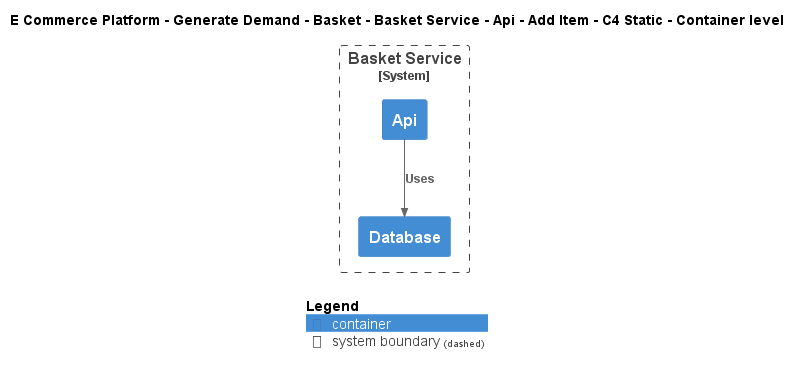 E Commerce Platform - Generate Demand - Basket - Basket Service - Api - Add Item - C4 Static - Container level
Basket Service
[System]
Api
Uses
Database
Legend
container
system boundary (dashed)